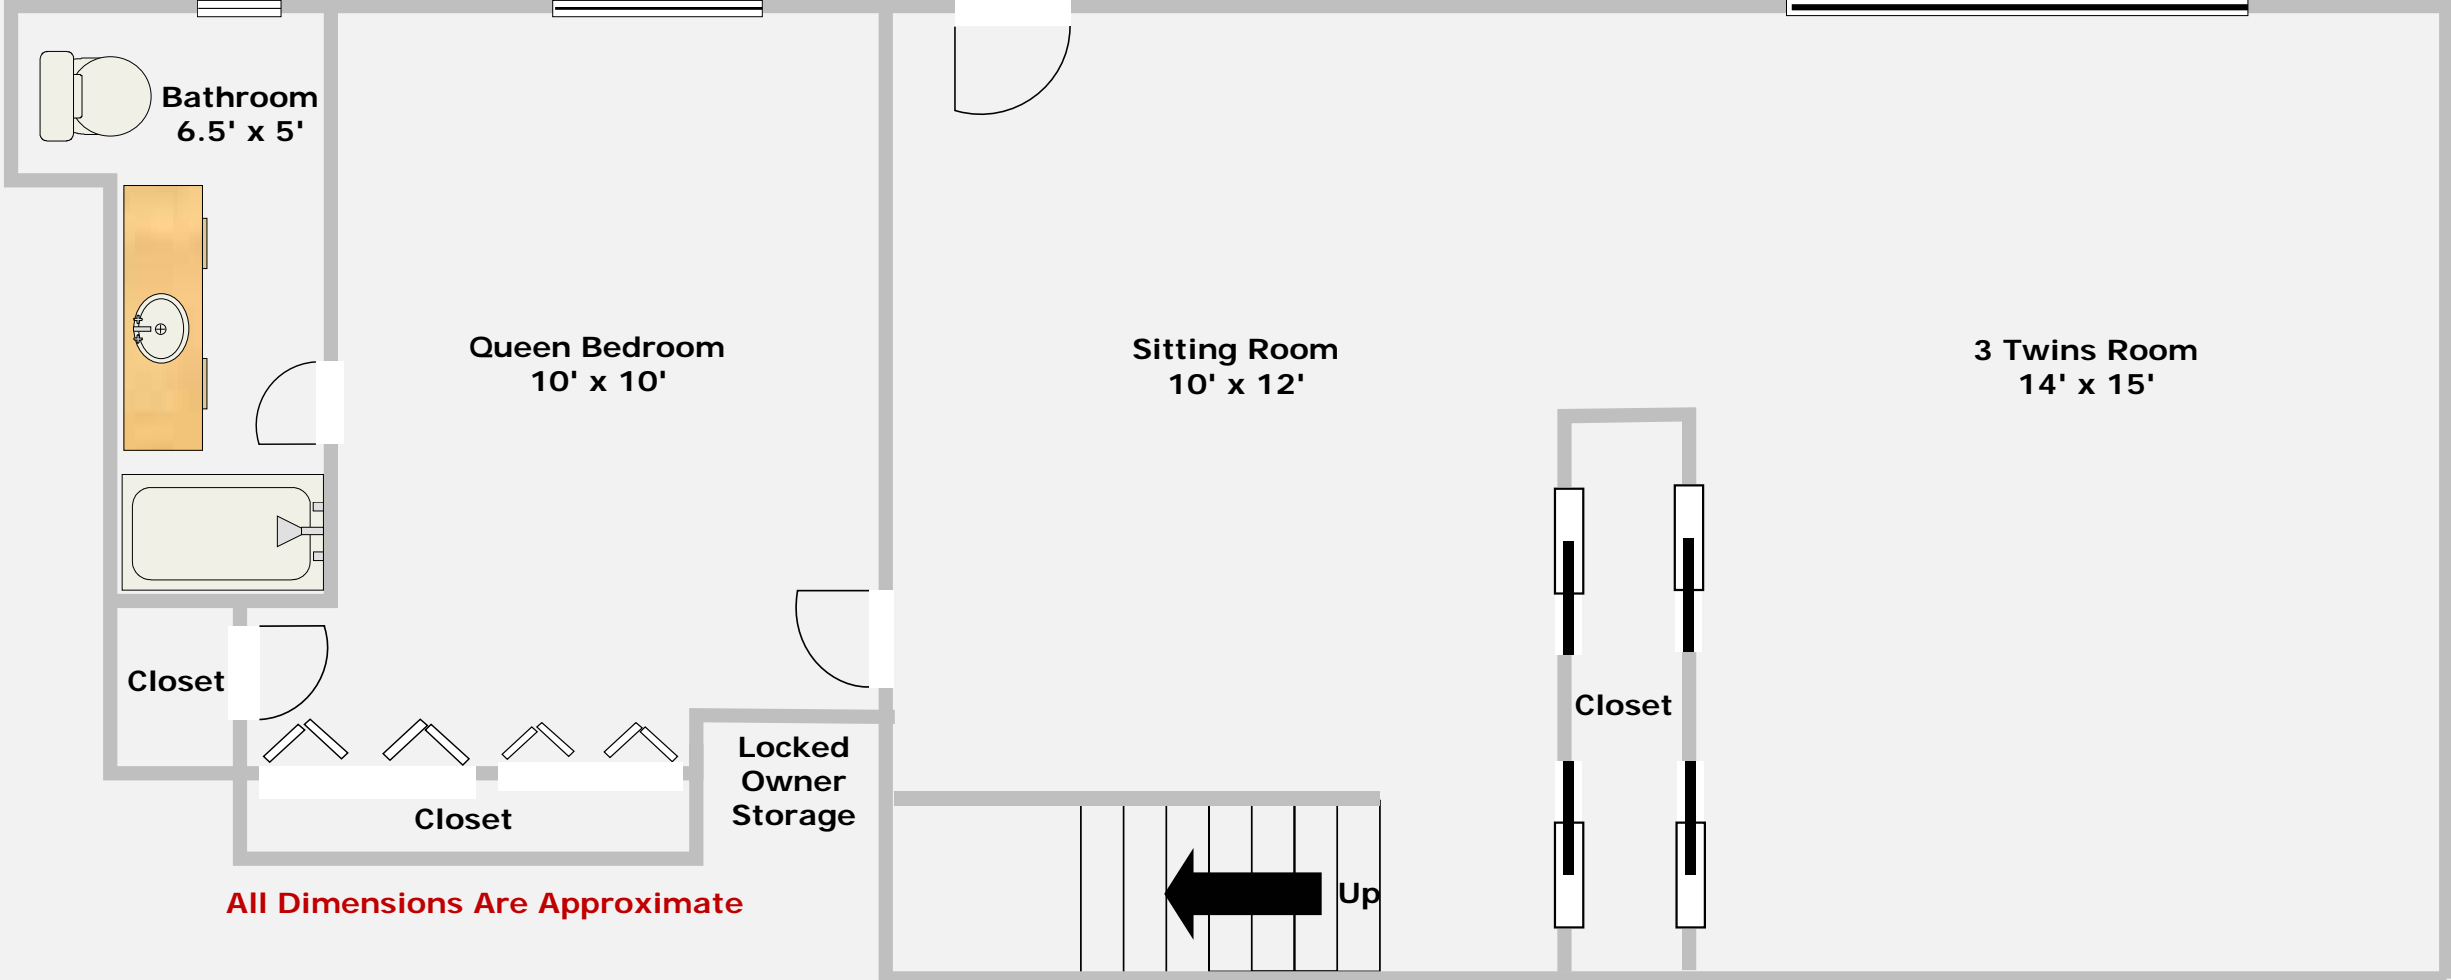 Bathroom
6.5' x 5'
Queen Bedroom
10' x 10'
Sitting Room
10' x 12'
3 Twins Room
14' x 15'
Closet
Closet
Locked
Owner
Storage
Closet
Up
All Dimensions Are Approximate